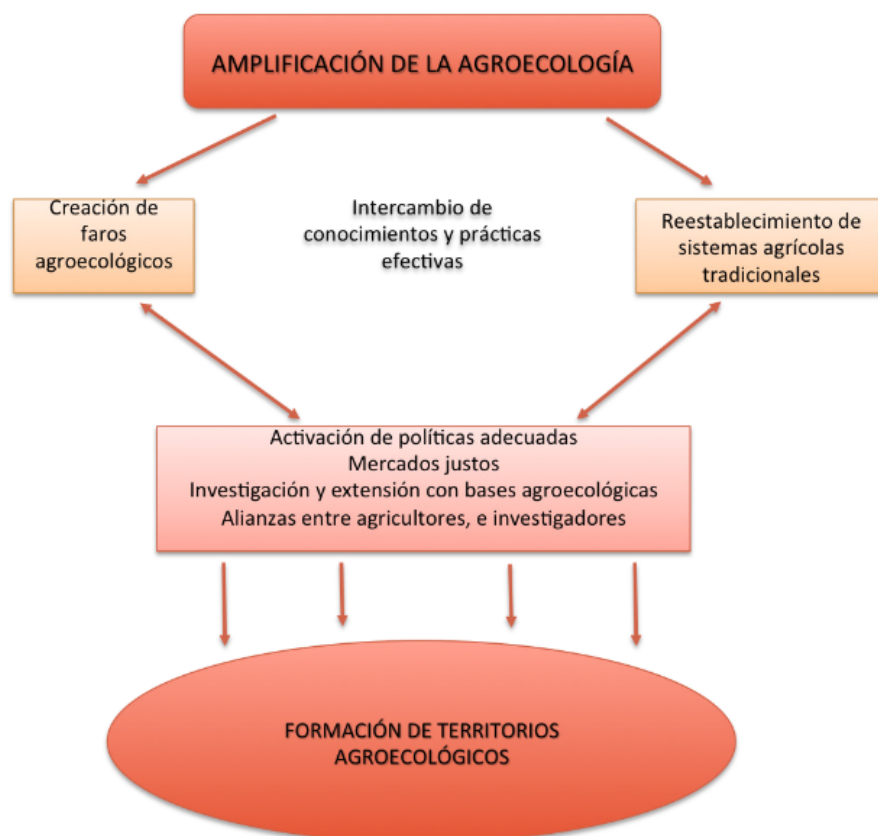 AMPLIFICACIÓN DE LA AGROECOLOGÍA
Creación de
faros
agroecológicos
Intercambio de
conocimientos y prácticas
efectivas
Reestablecimiento de
sistemas agrícolas
tradicionales
Activación de políticas adecuadas
Mercados justos
Investigación y extensión con bases agroecológicas
Alianzas entre agricultores, e investigadores
FORMACIÓN DE TERRITORIOS
AGROECOLÓGICOS